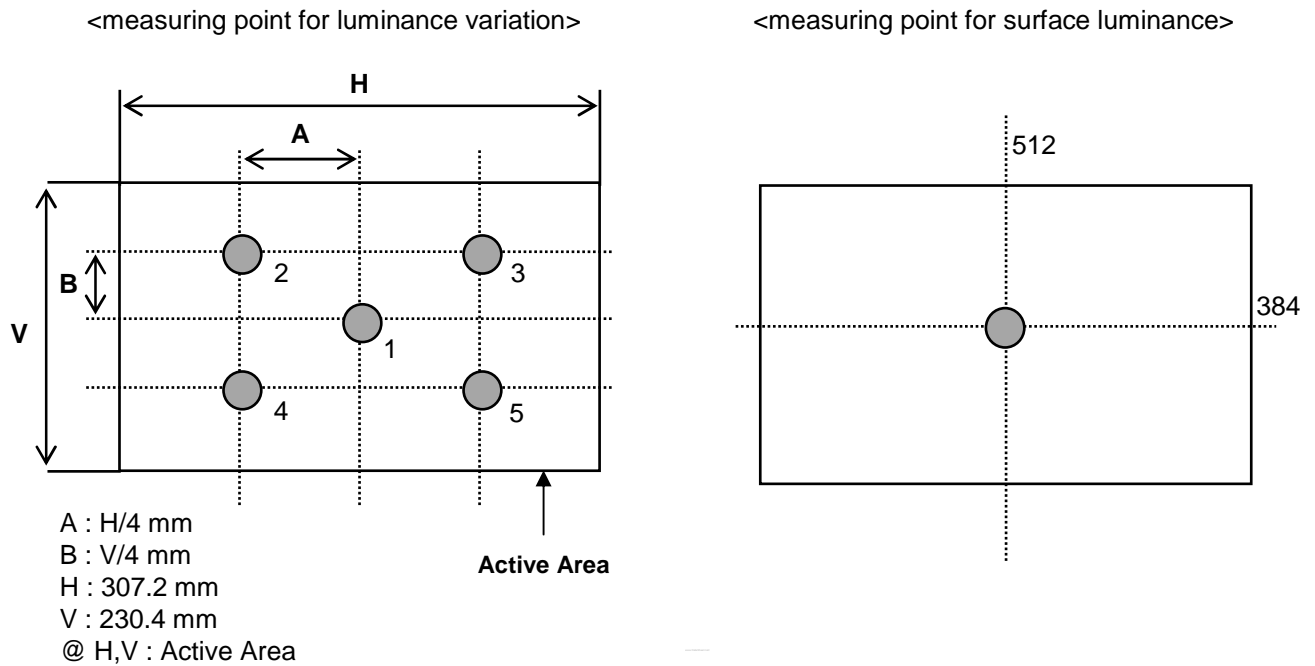 <measuring point for luminance variation>
<measuring point for surface luminance>
H
A
512
2
3
B
384
V
1
4
5
A : H/4 mm
B : V/4 mm
Active Area
H : 307.2 mm
V : 230.4 mm
@ H,V : Active Area